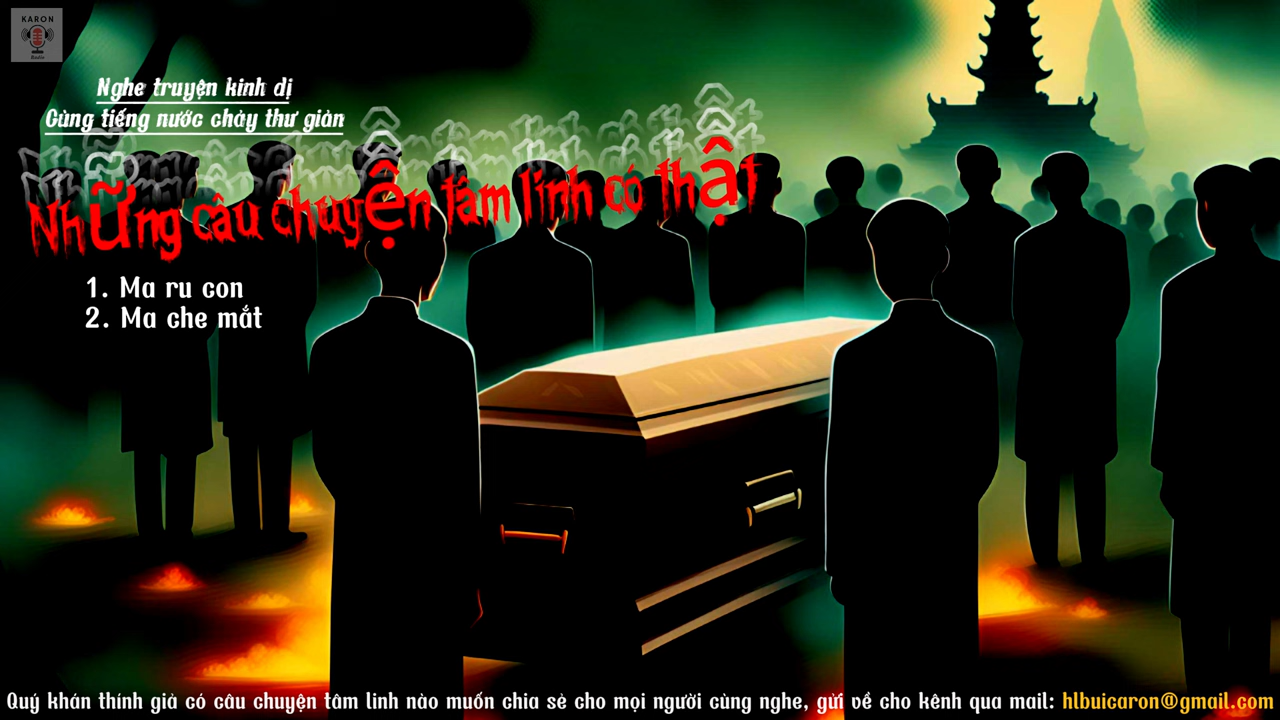 KARON
Radio
Nghe truyện kinh dị
Cùng tiếng nước chảy thư giản
Những câu chuyện tâm linh có thật
1. Ma ru con
2. Ma che mắt
Quý khán thính giả có câu chuyện tâm linh nào muốn chia sẻ cho mọi người cùng nghe, gửi về cho kênh qua mail: hlbuicaron@gmail.com